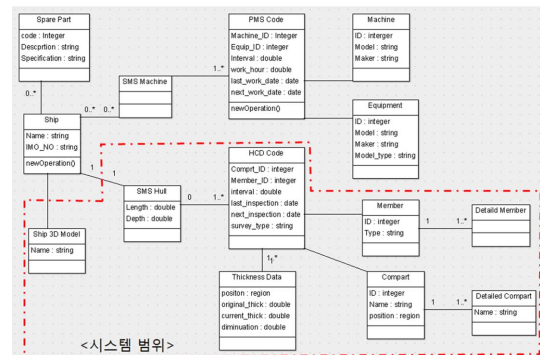 Spare Part
code : Integer
Descprtion : string
Specification : string
0..*
Ship
Name : string
IMO_NO : string
newOperation()
0..*
0..*
SMS Machine
1..*
PMS Code
Machine_ID : Integer
Equip_ID : Integer
Interval : double
work_hour : double
last_work_date : date
next_work_date : date
newOperation()
Machine
ID : interger
Model : string
Maker : string
Equipment
ID : interger
Model : string
Maker : string
Model_type : string
1
1
SMS Hull
Length : double
Depth : double
0
1..*
HCD Code
Comprt_ID : integer
Member_ID : integer
interval : double
last_inspection : date
next_inspection : date
survey_type : string
Ship 3D Model
Name : string
Member
ID : integer
Type : string
1
1..*
Detaild Member
Thickness Data
positon : region
original_thick : double
current_thick : double
diminuation : double
Compart
ID : integer
Name : string
position : region
1
1..*
Detailed Compart
Name : string
<시스템 범위>